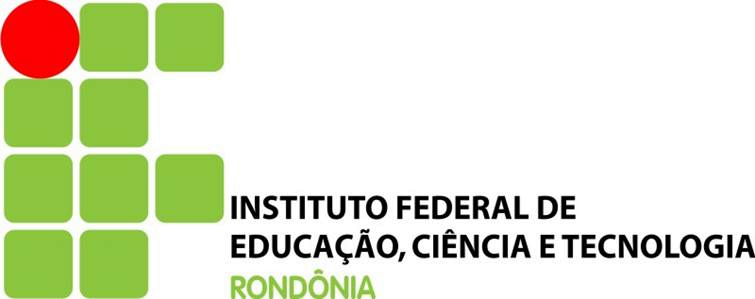 INSTITUTO FEDERAL DE
EDUCAÇÃO, CIÊNCIA E TECNOLOGIA
RONDÔNIA